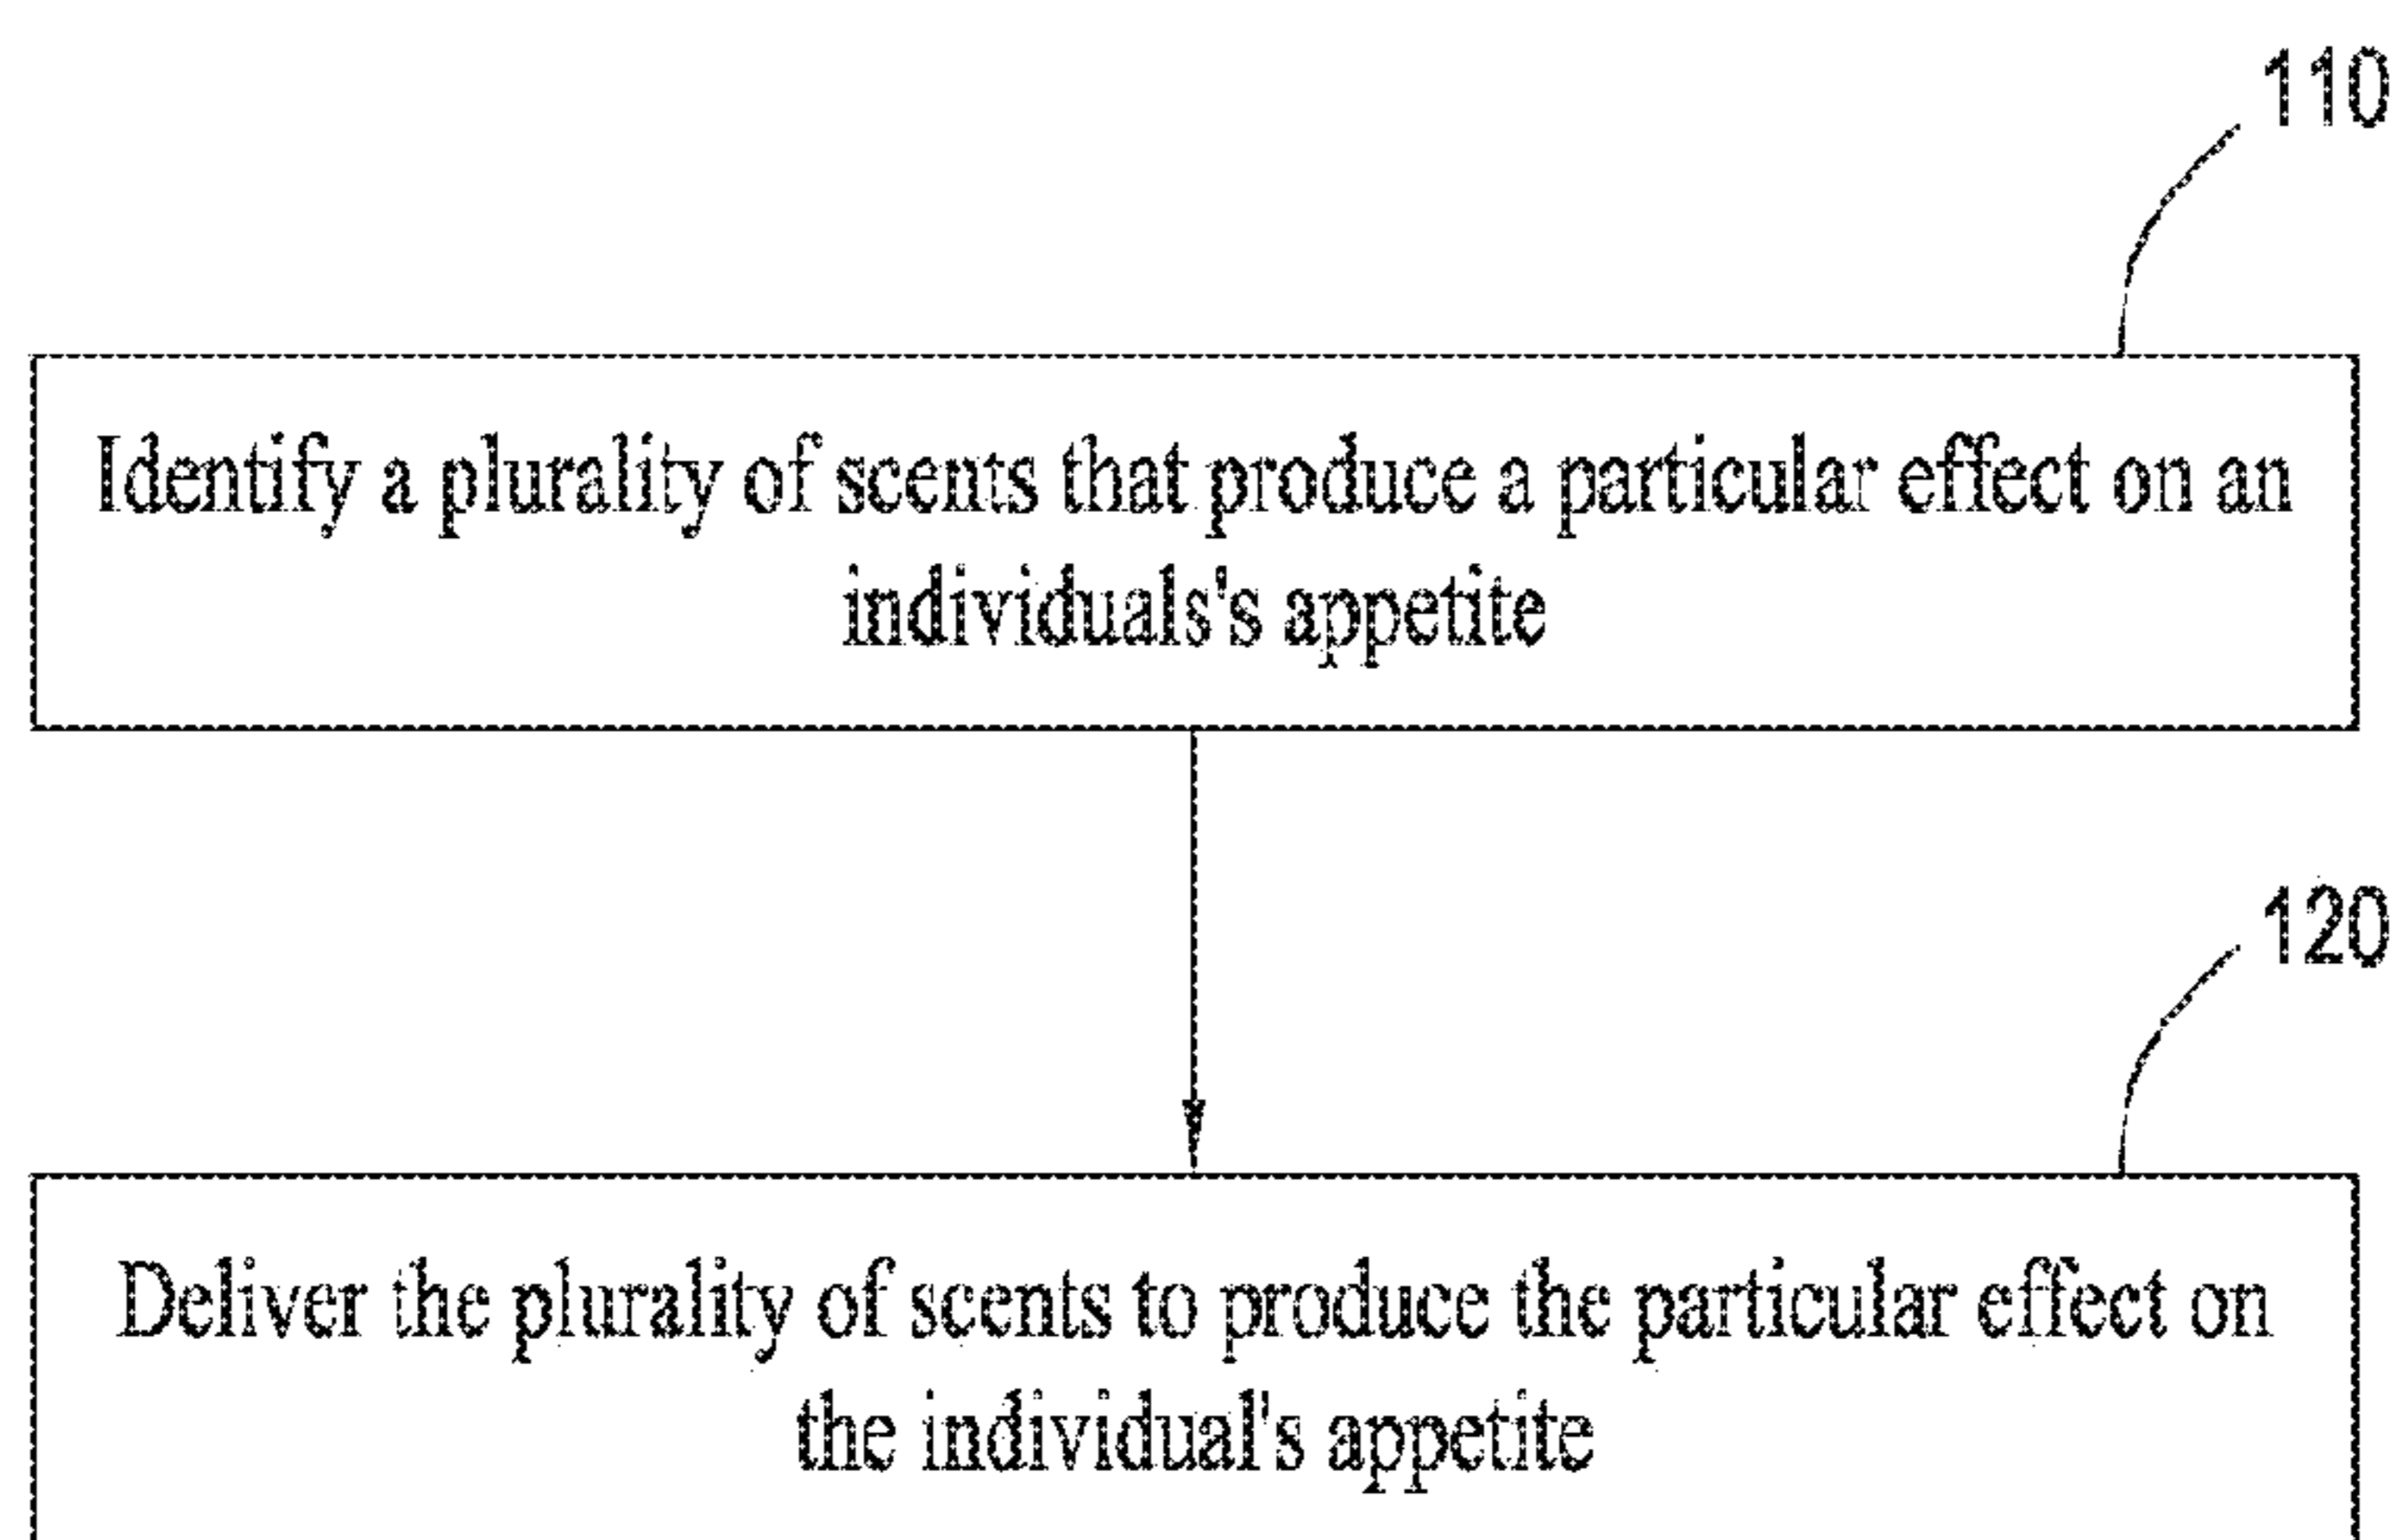 110
Identify a plurality of scents that produce a particular effect on an
individuals's appetite
120
Deliver the plurality of scents to produce the particular effect on
the individual's appetite